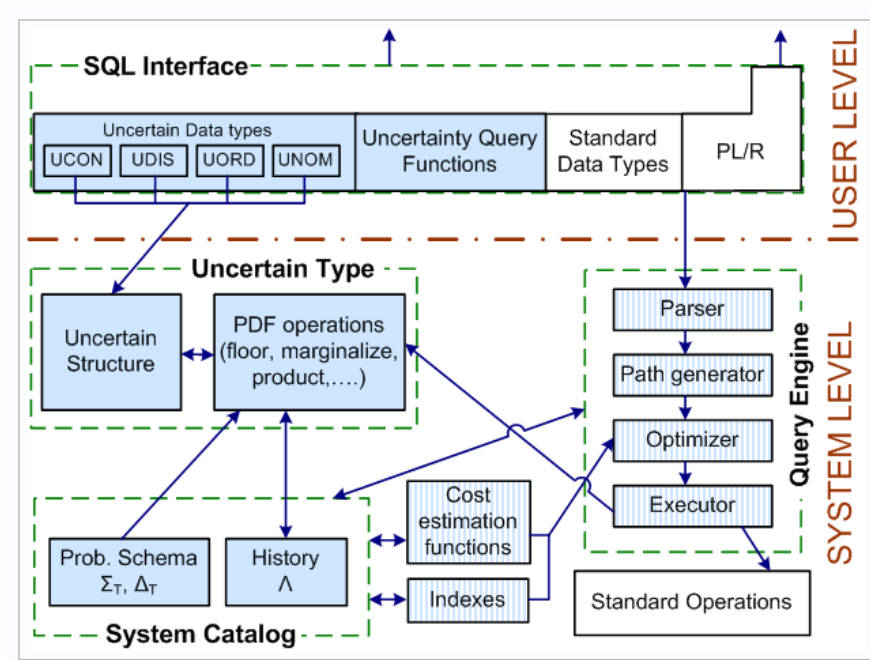 SQL Interface
Uncertain Data types
UCON
UDIS
UORD
UNOM
Uncertainty Query
Functions
Standard
Data Types
PL/R
USER LEVEL
Uncertain Type
Uncertain
Structure
PDF operations
(floor, marginalize,
product,....)
Parser
Path generator
Optimizer
Executor
Query Engine
SYSTEM LEVEL
Prob. Schema
Σ_T, Δ_T
History
Λ
System Catalog
Cost
estimation
functions
Indexes
Standard Operations